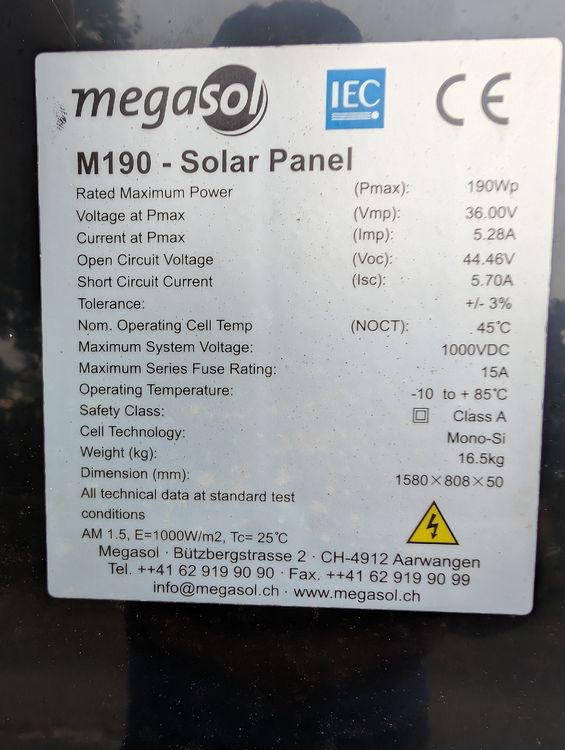 megasol
IEC
CE
M190 - Solar Panel
Rated Maximum Power (Pmax): 190Wp
Voltage at Pmax (Vmp): 36.00V
Current at Pmax (Imp): 5.28A
Open Circuit Voltage (Voc): 44.46V
Short Circuit Current (Isc): 5.70A
Tolerance: +/- 3%
Nom. Operating Cell Temp (NOCT): 45℃
Maximum System Voltage: 1000VDC
Maximum Series Fuse Rating: 15A
Operating Temperature: -10 to + 85℃
Safety Class: Class A
Cell Technology: Mono-Si
Weight (kg): 16.5kg
Dimension (mm): 1580×808×50
All technical data at standard test
conditions
AM 1.5, E=1000W/m2, Tc= 25℃
Megasol · Bützbergstrasse 2 · CH-4912 Aarwangen
Tel. ++41 62 919 90 90 · Fax. ++41 62 919 90 99
info@megasol.ch · www.megasol.ch